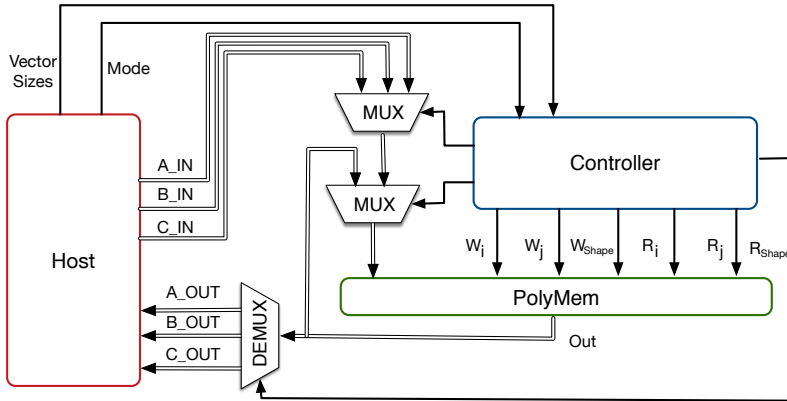 Vector
Sizes
Mode
MUX
A_IN
B_IN
C_IN
Controller
MUX
Host
Wi
Wj
WShape
Ri
Rj
RShape
PolyMem
A_OUT
B_OUT
C_OUT
DEMUX
Out